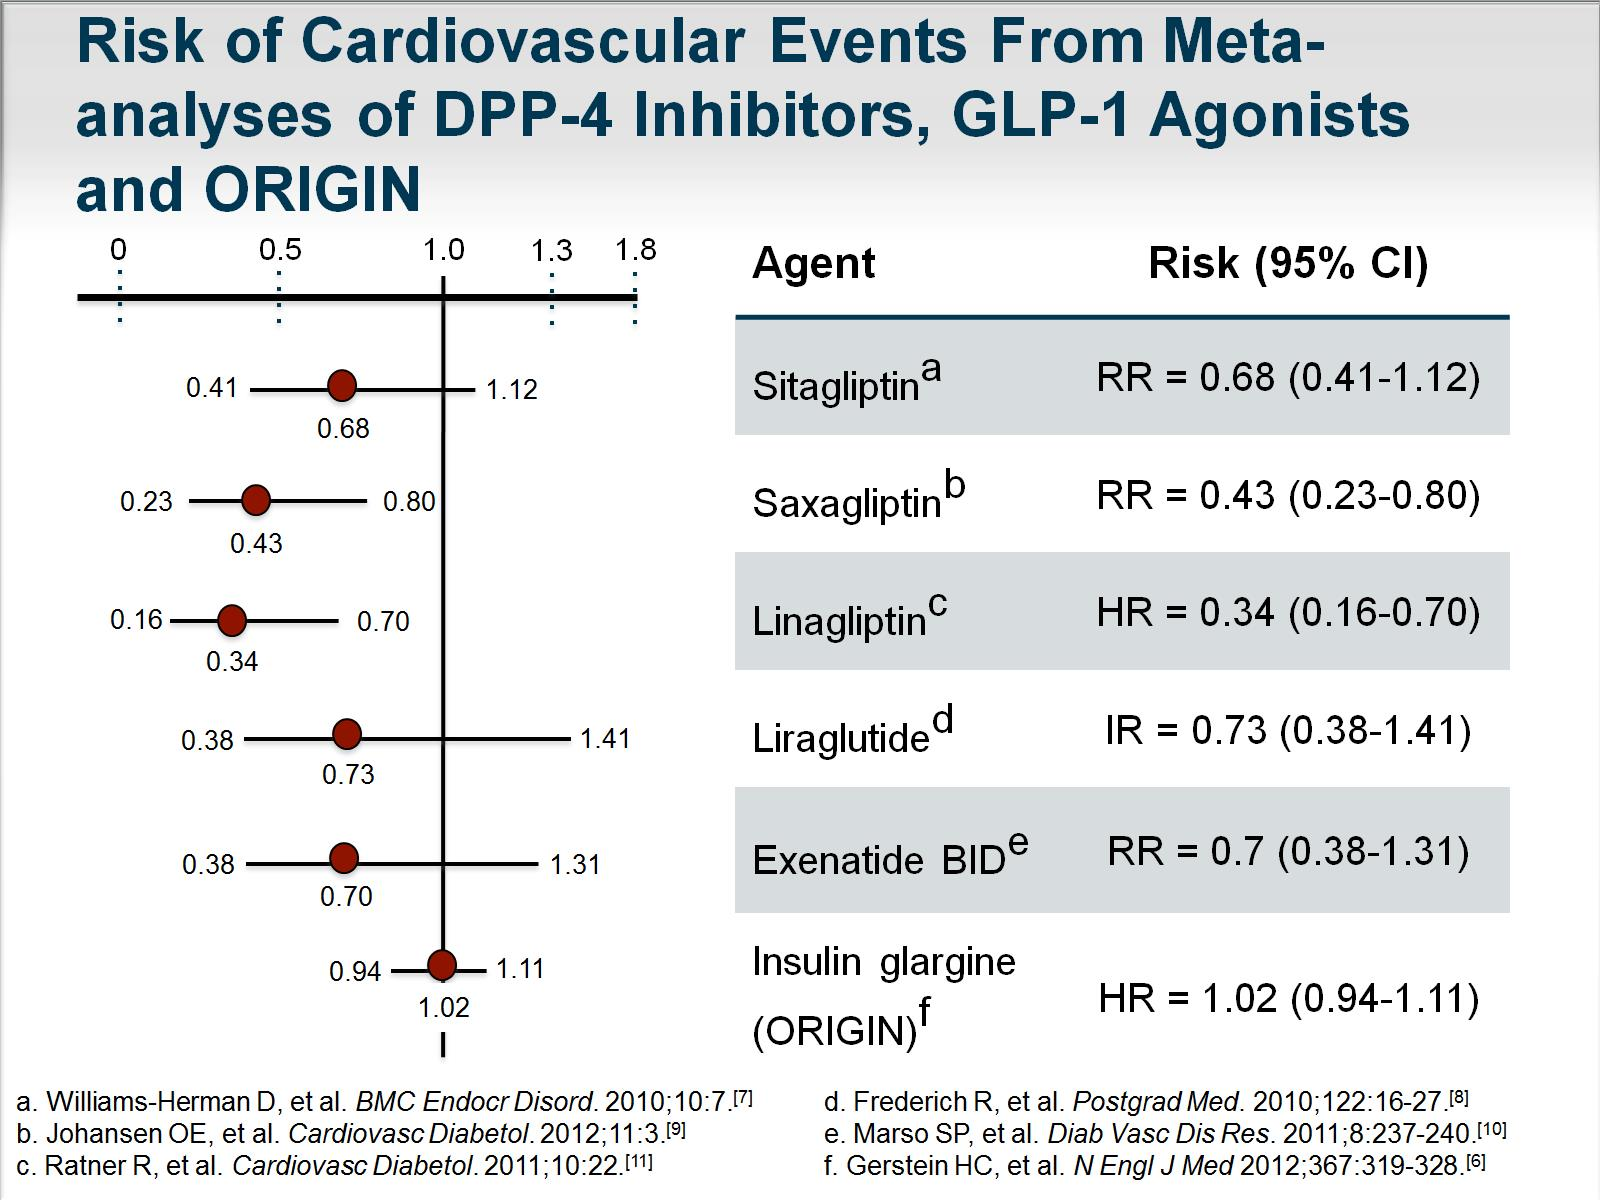 Risk of Cardiovascular Events From Meta-
analyses of DPP-4 Inhibitors, GLP-1 Agonists
and ORIGIN
0 0.5 1.0 1.3 1.8
0.41 1.12
0.68
0.23 0.80
0.43
0.16 0.70
0.34
0.38 1.41
0.73
0.38 1.31
0.70
0.94 1.11
1.02
Agent Risk (95% CI)
Sitagliptin^a RR = 0.68 (0.41-1.12)
Saxagliptin^b RR = 0.43 (0.23-0.80)
Linagliptin^c HR = 0.34 (0.16-0.70)
Liraglutide^d IR = 0.73 (0.38-1.41)
Exenatide BID^e RR = 0.7 (0.38-1.31)
Insulin glargine
(ORIGIN)^f HR = 1.02 (0.94-1.11)
a. Williams-Herman D, et al. BMC Endocr Disord. 2010;10:7.[7]
b. Johansen OE, et al. Cardiovasc Diabetol. 2012;11:3.[9]
c. Ratner R, et al. Cardiovasc Diabetol. 2011;10:22.[11]
d. Frederich R, et al. Postgrad Med. 2010;122:16-27.[8]
e. Marso SP, et al. Diab Vasc Dis Res. 2011;8:237-240.[10]
f. Gerstein HC, et al. N Engl J Med 2012;367:319-328.[6]